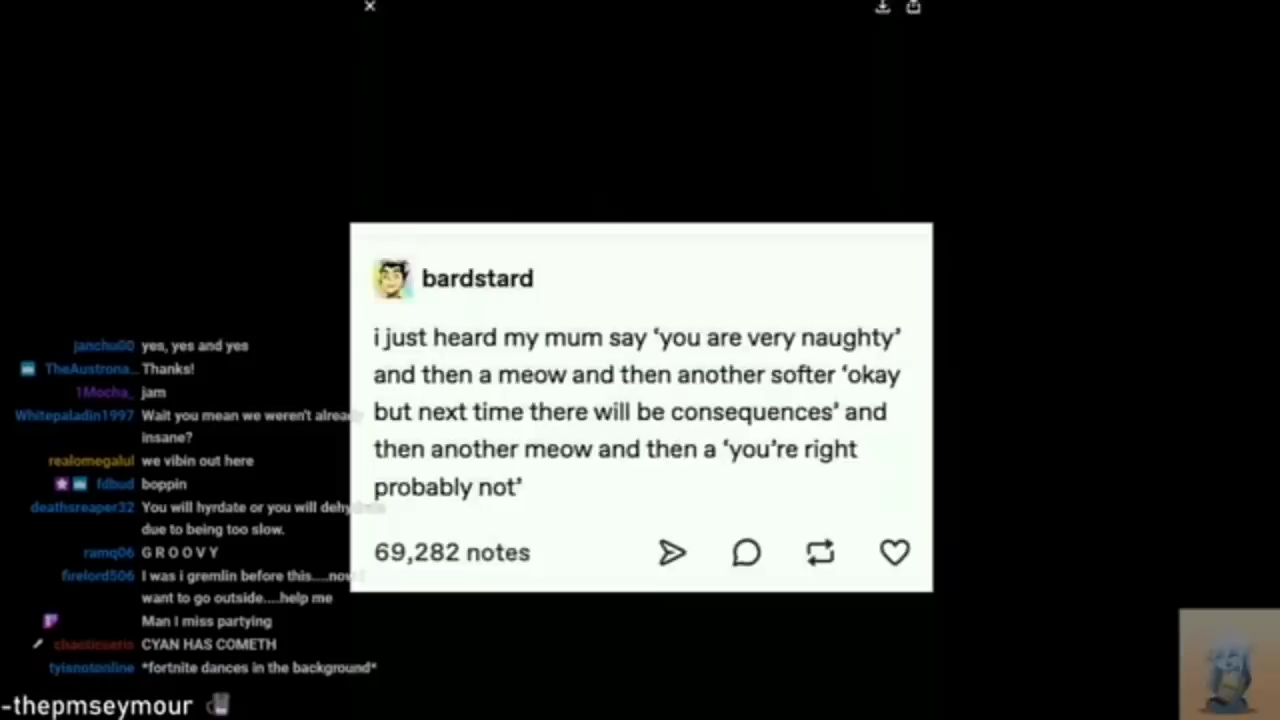 janchu00 yes, yes and yes
TheAustrona... Thanks!
1Mocha_ jam
Whitepaladin1997 Wait you mean we weren't already
insane?
realomegalul we vibin out here
fdbud boppin
deathsreaper32 You will hyrdate or you will dehydrate
due to being too slow.
ramq06 G R O O V Y
firelord506 I was i gremlin before this....now I
want to go outside....help me
Man I miss partying
CYAN HAS COMETH
tyisnotonline *fortnite dances in the background*
-thepmseymour
bardstard
i just heard my mum say ‘you are very naughty’
and then a meow and then another softer ‘okay
but next time there will be consequences’ and
then another meow and then a ‘you’re right
probably not’
69,282 notes